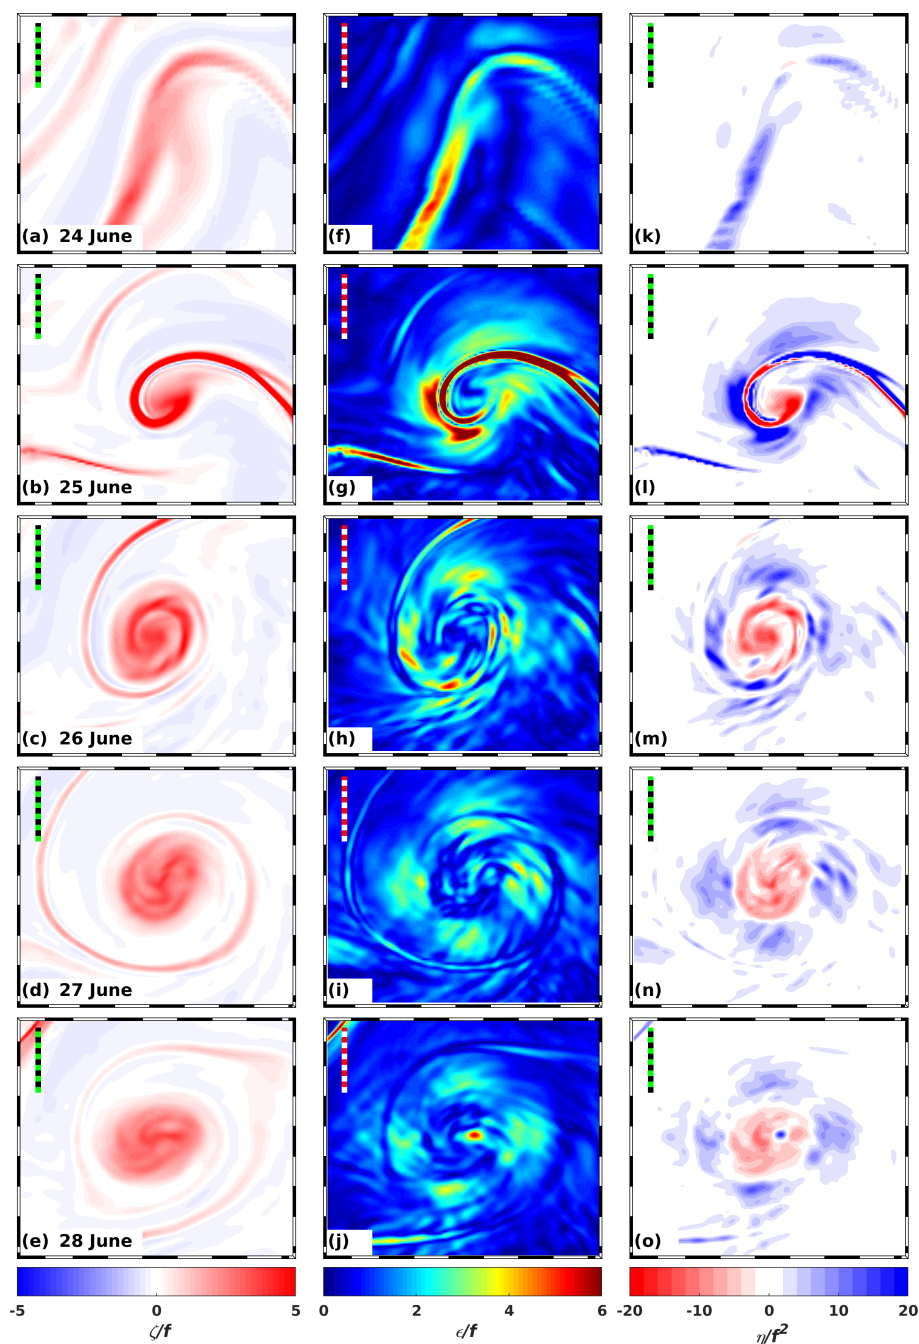 (a) 24 June
(f)
(k)
(b) 25 June
(g)
(l)
(c) 26 June
(h)
(m)
(d) 27 June
(i)
(n)
(e) 28 June
(j)
(o)
-5 0 5
ζ/f
0 2 4 6
ϵ/f
-20 -10 0 10 20
η/f²